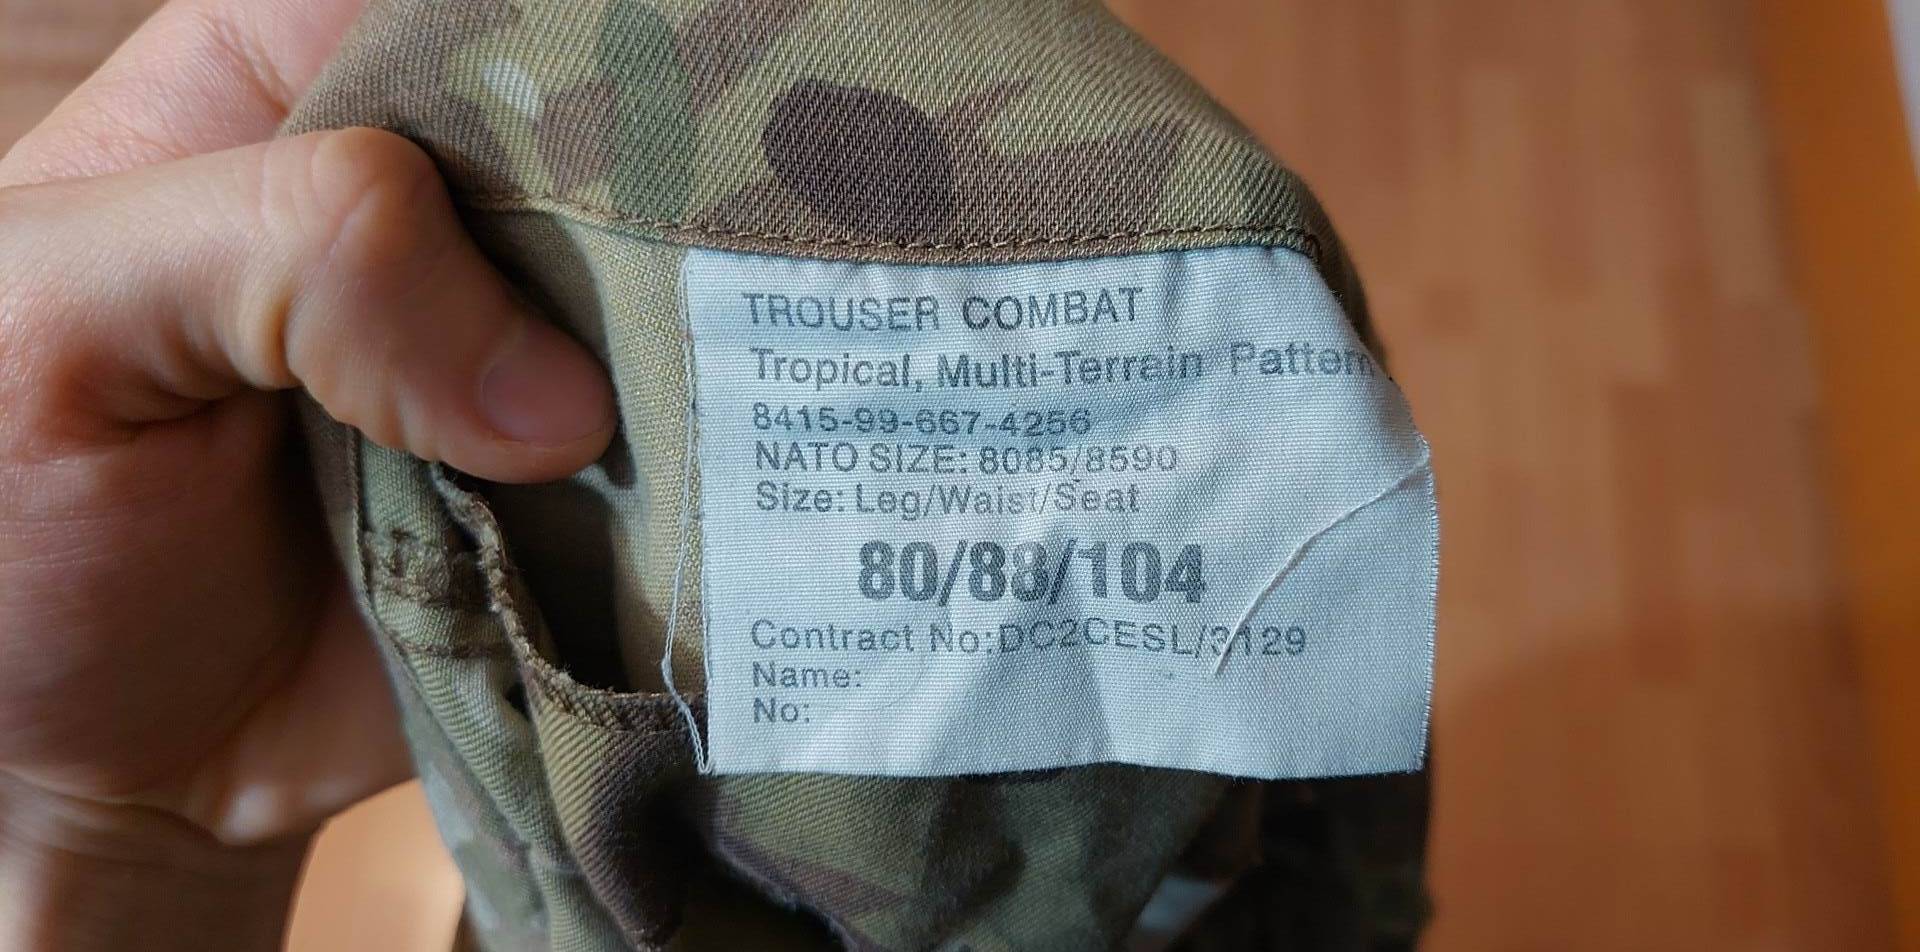 TROUSER COMBAT
Tropical, Multi-Terrain Pattern
8415-99-667-4256
NATO SIZE: 8085/8590
Size: Leg/Waist/Seat
80/88/104
Contract No:DC2CESL/3129
Name:
No: